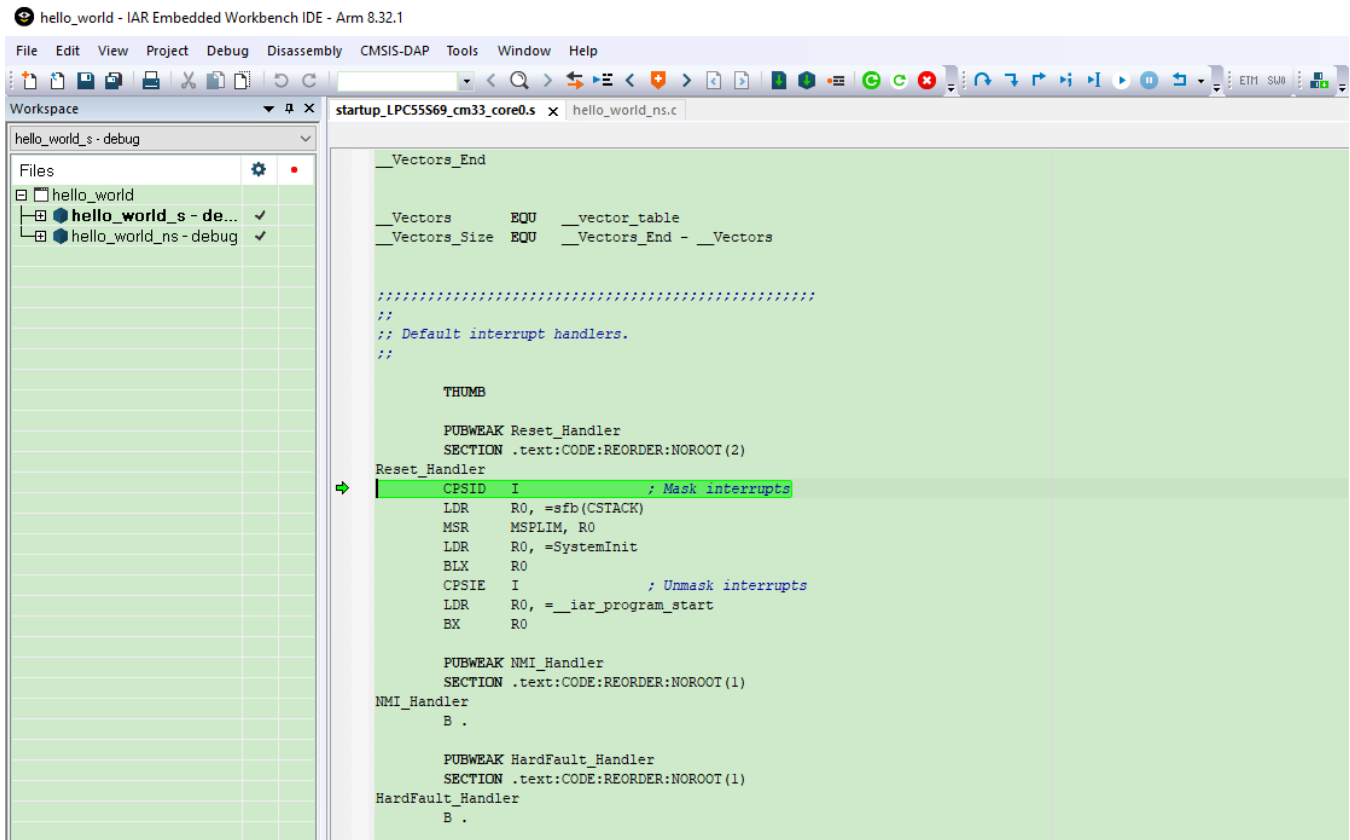 hello_world - IAR Embedded Workbench IDE - Arm 8.32.1
File Edit View Project Debug Disassembly CMSIS-DAP Tools Window Help
ETM SWO
Workspace
startup_LPC55S69_cm33_core0.s hello_world_ns.c
hello_world_s - debug
Files
hello_world
hello_world_s - de...
hello_world_ns - debug
__Vectors_End
__Vectors EQU __vector_table
__Vectors_Size EQU __Vectors_End - __Vectors
;;;;;;;;;;;;;;;;;;;;;;;;;;;;;;;;;;;;;;;;;;;;;;;;;;;;
;;
;; Default interrupt handlers.
;;
THUMB
PUBWEAK Reset_Handler
SECTION .text:CODE:REORDER:NOROOT(2)
Reset_Handler
CPSID I ; Mask interrupts
LDR R0, =sfb(CSTACK)
MSR MSPLIM, R0
LDR R0, =SystemInit
BLX R0
CPSIE I ; Unmask interrupts
LDR R0, =__iar_program_start
BX R0
PUBWEAK NMI_Handler
SECTION .text:CODE:REORDER:NOROOT(1)
NMI_Handler
B .
PUBWEAK HardFault_Handler
SECTION .text:CODE:REORDER:NOROOT(1)
HardFault_Handler
B .